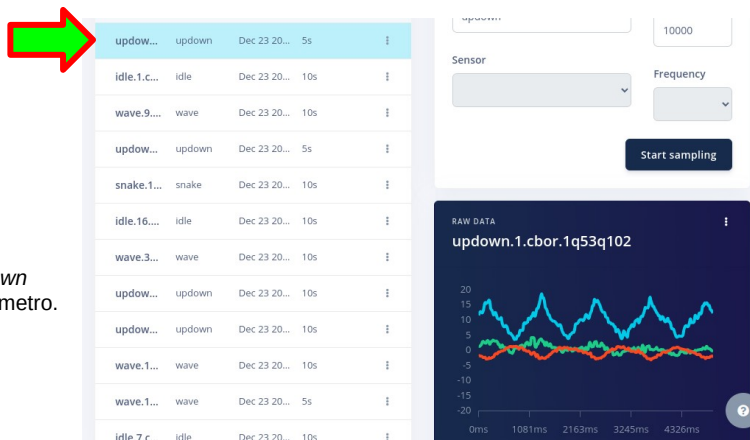 updow... updown Dec 23 20... 5s
idle.1.c... idle Dec 23 20... 10s
wave.9.... wave Dec 23 20... 10s
updow... updown Dec 23 20... 5s
snake.1... snake Dec 23 20... 10s
idle.16.... idle Dec 23 20... 10s
wave.3... wave Dec 23 20... 10s
updow... updown Dec 23 20... 10s
updow... updown Dec 23 20... 10s
wave.1... wave Dec 23 20... 10s
wave.1... wave Dec 23 20... 5s
idle.7.c... idle Dec 23 20... 10s
wn
metro.
updown
10000
Sensor
Frequency
Start sampling
RAW DATA
updown.1.cbor.1q53q102
20
15
10
5
0
-5
-10
-15
-20
0ms 1081ms 2163ms 3245ms 4326ms
?